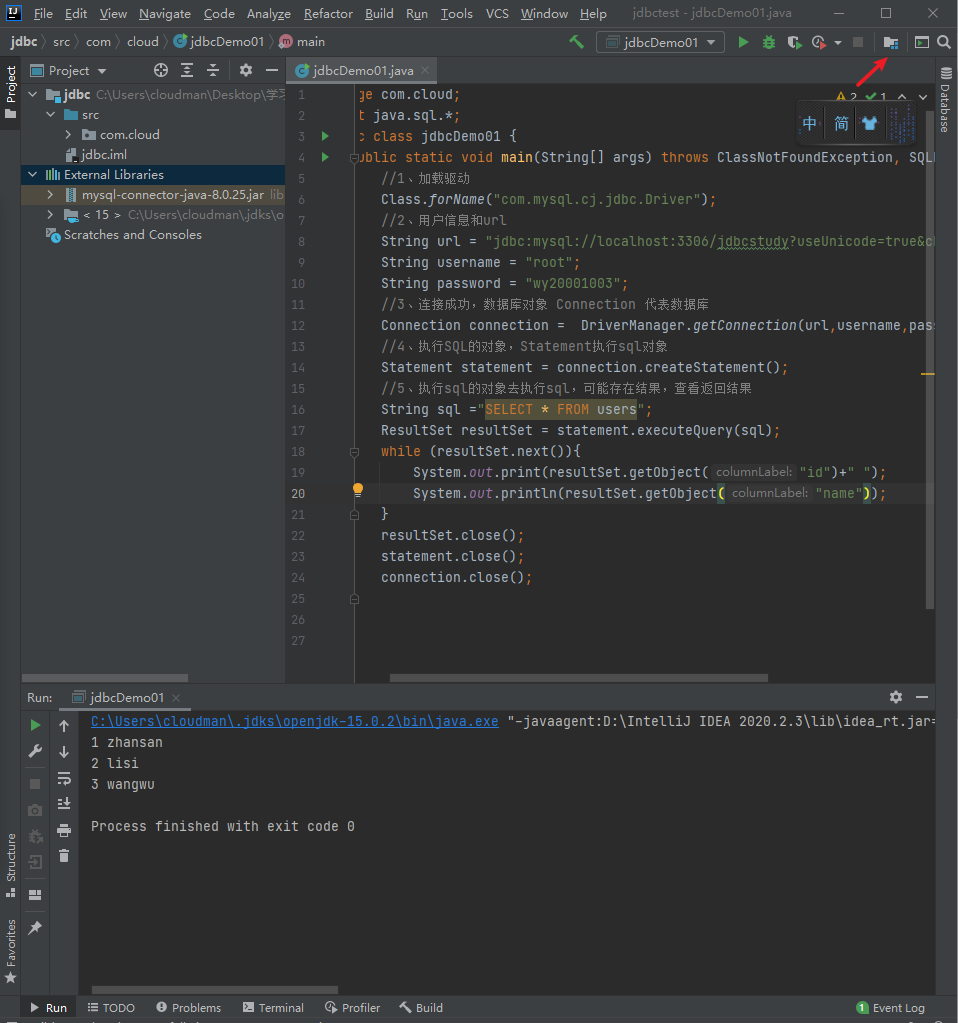 File Edit View Navigate Code Analyze Refactor Build Run Tools VCS Window Help jdbctest - jdbcDemo01.java
jdbc src com cloud jdbcDemo01 main jdbcDemo01
Project jdbcDemo01.java
Project
Database
jdbc C:\Users\cloudman\Desktop\学习
src
com.cloud
jdbc.iml
External Libraries
mysql-connector-java-8.0.25.jar lib
< 15 > C:\Users\cloudman\.jdks\o
Scratches and Consoles
2 1
中 简
1 ge com.cloud;
2 t java.sql.*;
3 c class jdbcDemo01 {
4 ublic static void main(String[] args) throws ClassNotFoundException, SQL
5 //1、加载驱动
6 Class.forName("com.mysql.cj.jdbc.Driver");
7 //2、用户信息和url
8 String url = "jdbc:mysql://localhost:3306/jdbcstudy?useUnicode=true&c
9 String username = "root";
10 String password = "wy20001003";
11 //3、连接成功，数据库对象 Connection 代表数据库
12 Connection connection =  DriverManager.getConnection(url,username,pas
13 //4、执行SQL的对象，Statement执行sql对象
14 Statement statement = connection.createStatement();
15 //5、执行sql的对象去执行sql，可能存在结果，查看返回结果
16 String sql ="SELECT * FROM users";
17 ResultSet resultSet = statement.executeQuery(sql);
18 while (resultSet.next()){
19 System.out.print(resultSet.getObject( columnLabel: "id")+" ");
20 System.out.println(resultSet.getObject( columnLabel: "name"));
21 }
22 resultSet.close();
23 statement.close();
24 connection.close();
25
26
27
Run: jdbcDemo01
C:\Users\cloudman\.jdks\openjdk-15.0.2\bin\java.exe "-javaagent:D:\IntelliJ IDEA 2020.2.3\lib\idea_rt.jar=
1 zhansan
2 lisi
3 wangwu
Process finished with exit code 0
Structure
Favorites
Run TODO Problems Terminal Profiler Build 1 Event Log